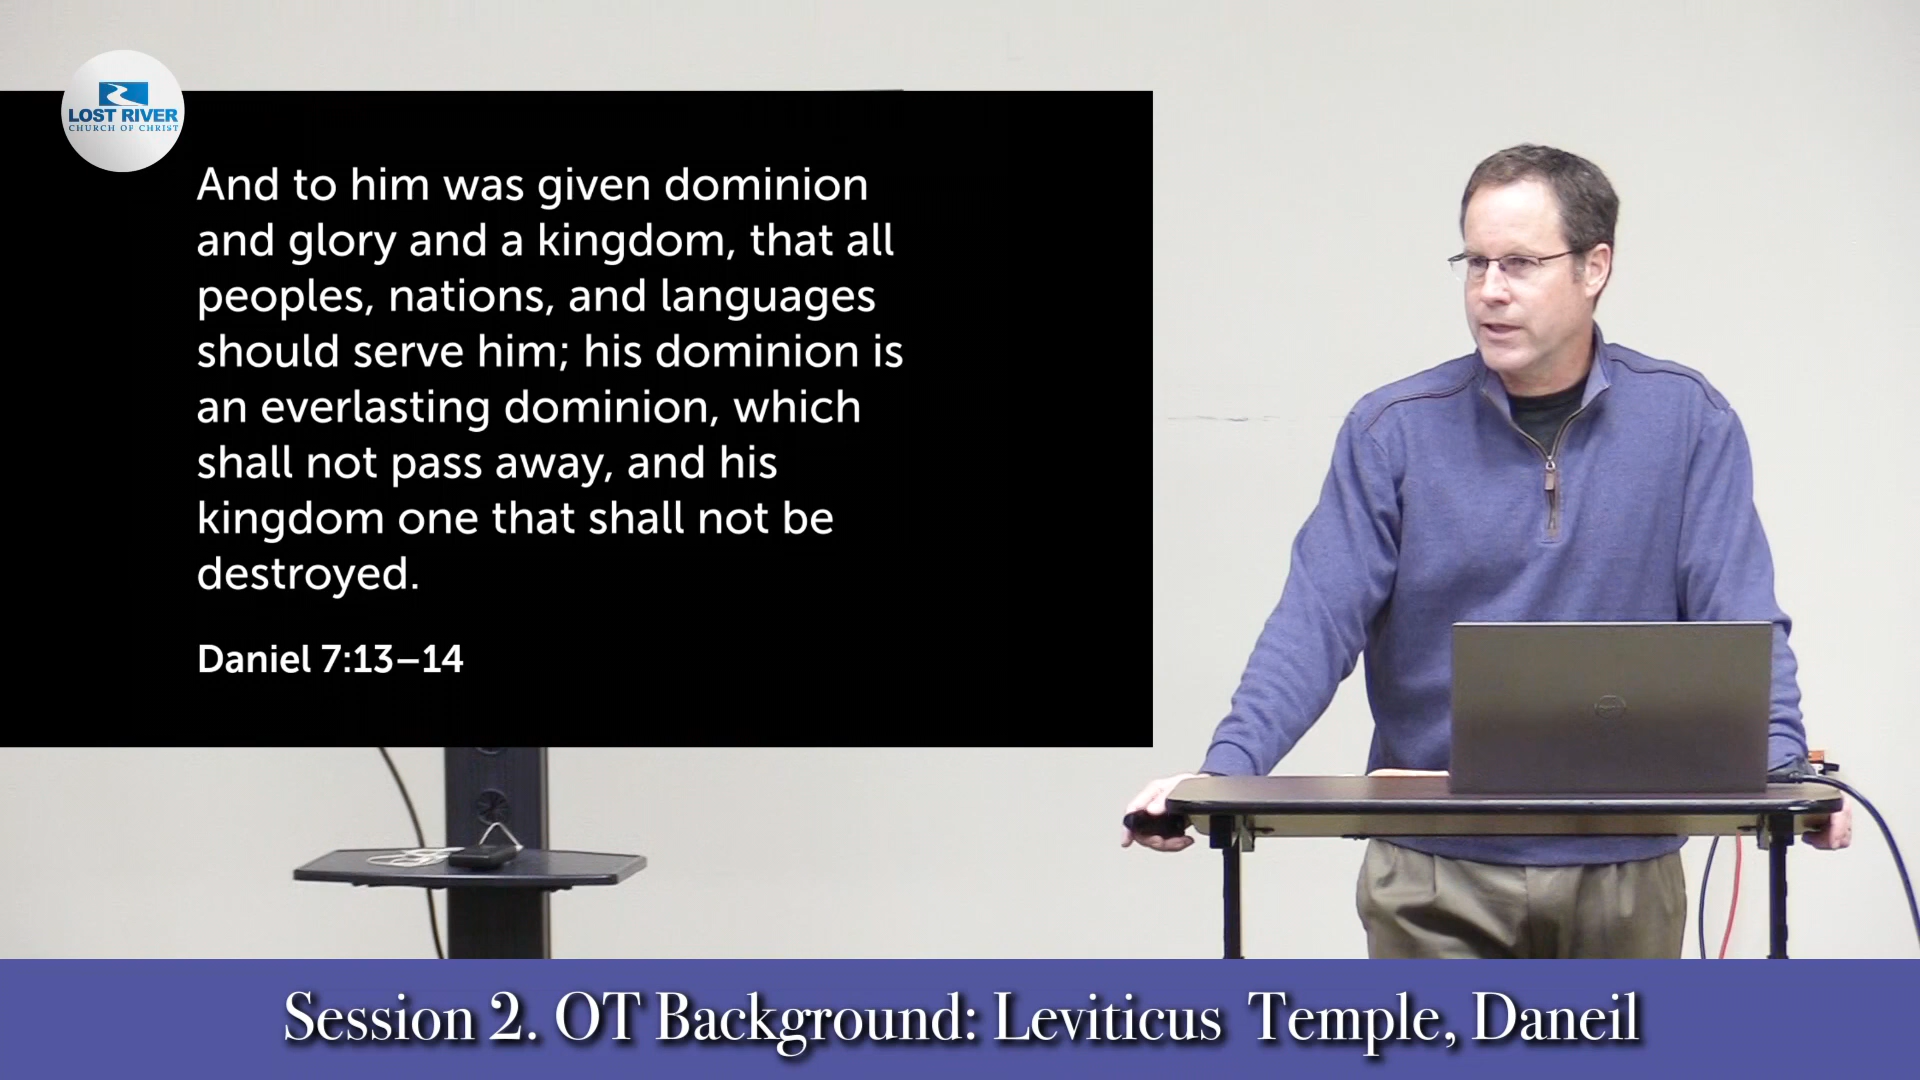 LOST RIVER
CHURCH OF CHRIST
And to him was given dominion
and glory and a kingdom, that all
peoples, nations, and languages
should serve him; his dominion is
an everlasting dominion, which
shall not pass away, and his
kingdom one that shall not be
destroyed.
Daniel 7:13–14
Session 2. OT Background: Leviticus Temple, Daneil